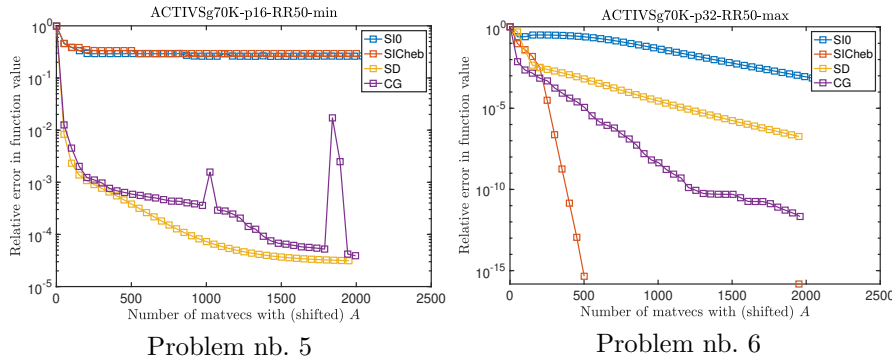 ACTIVSg70K-p16-RR50-min
10^0
10^-1
10^-2
10^-3
10^-4
10^-5
Relative error in function value
SI0
SICheb
SD
CG
0 500 1000 1500 2000 2500
Number of matvecs with (shifted) A
Problem nb. 5
ACTIVSg70K-p32-RR50-max
10^0
10^-5
10^-10
10^-15
Relative error in function value
SI0
SICheb
SD
CG
0 500 1000 1500 2000 2500
Number of matvecs with (shifted) A
Problem nb. 6